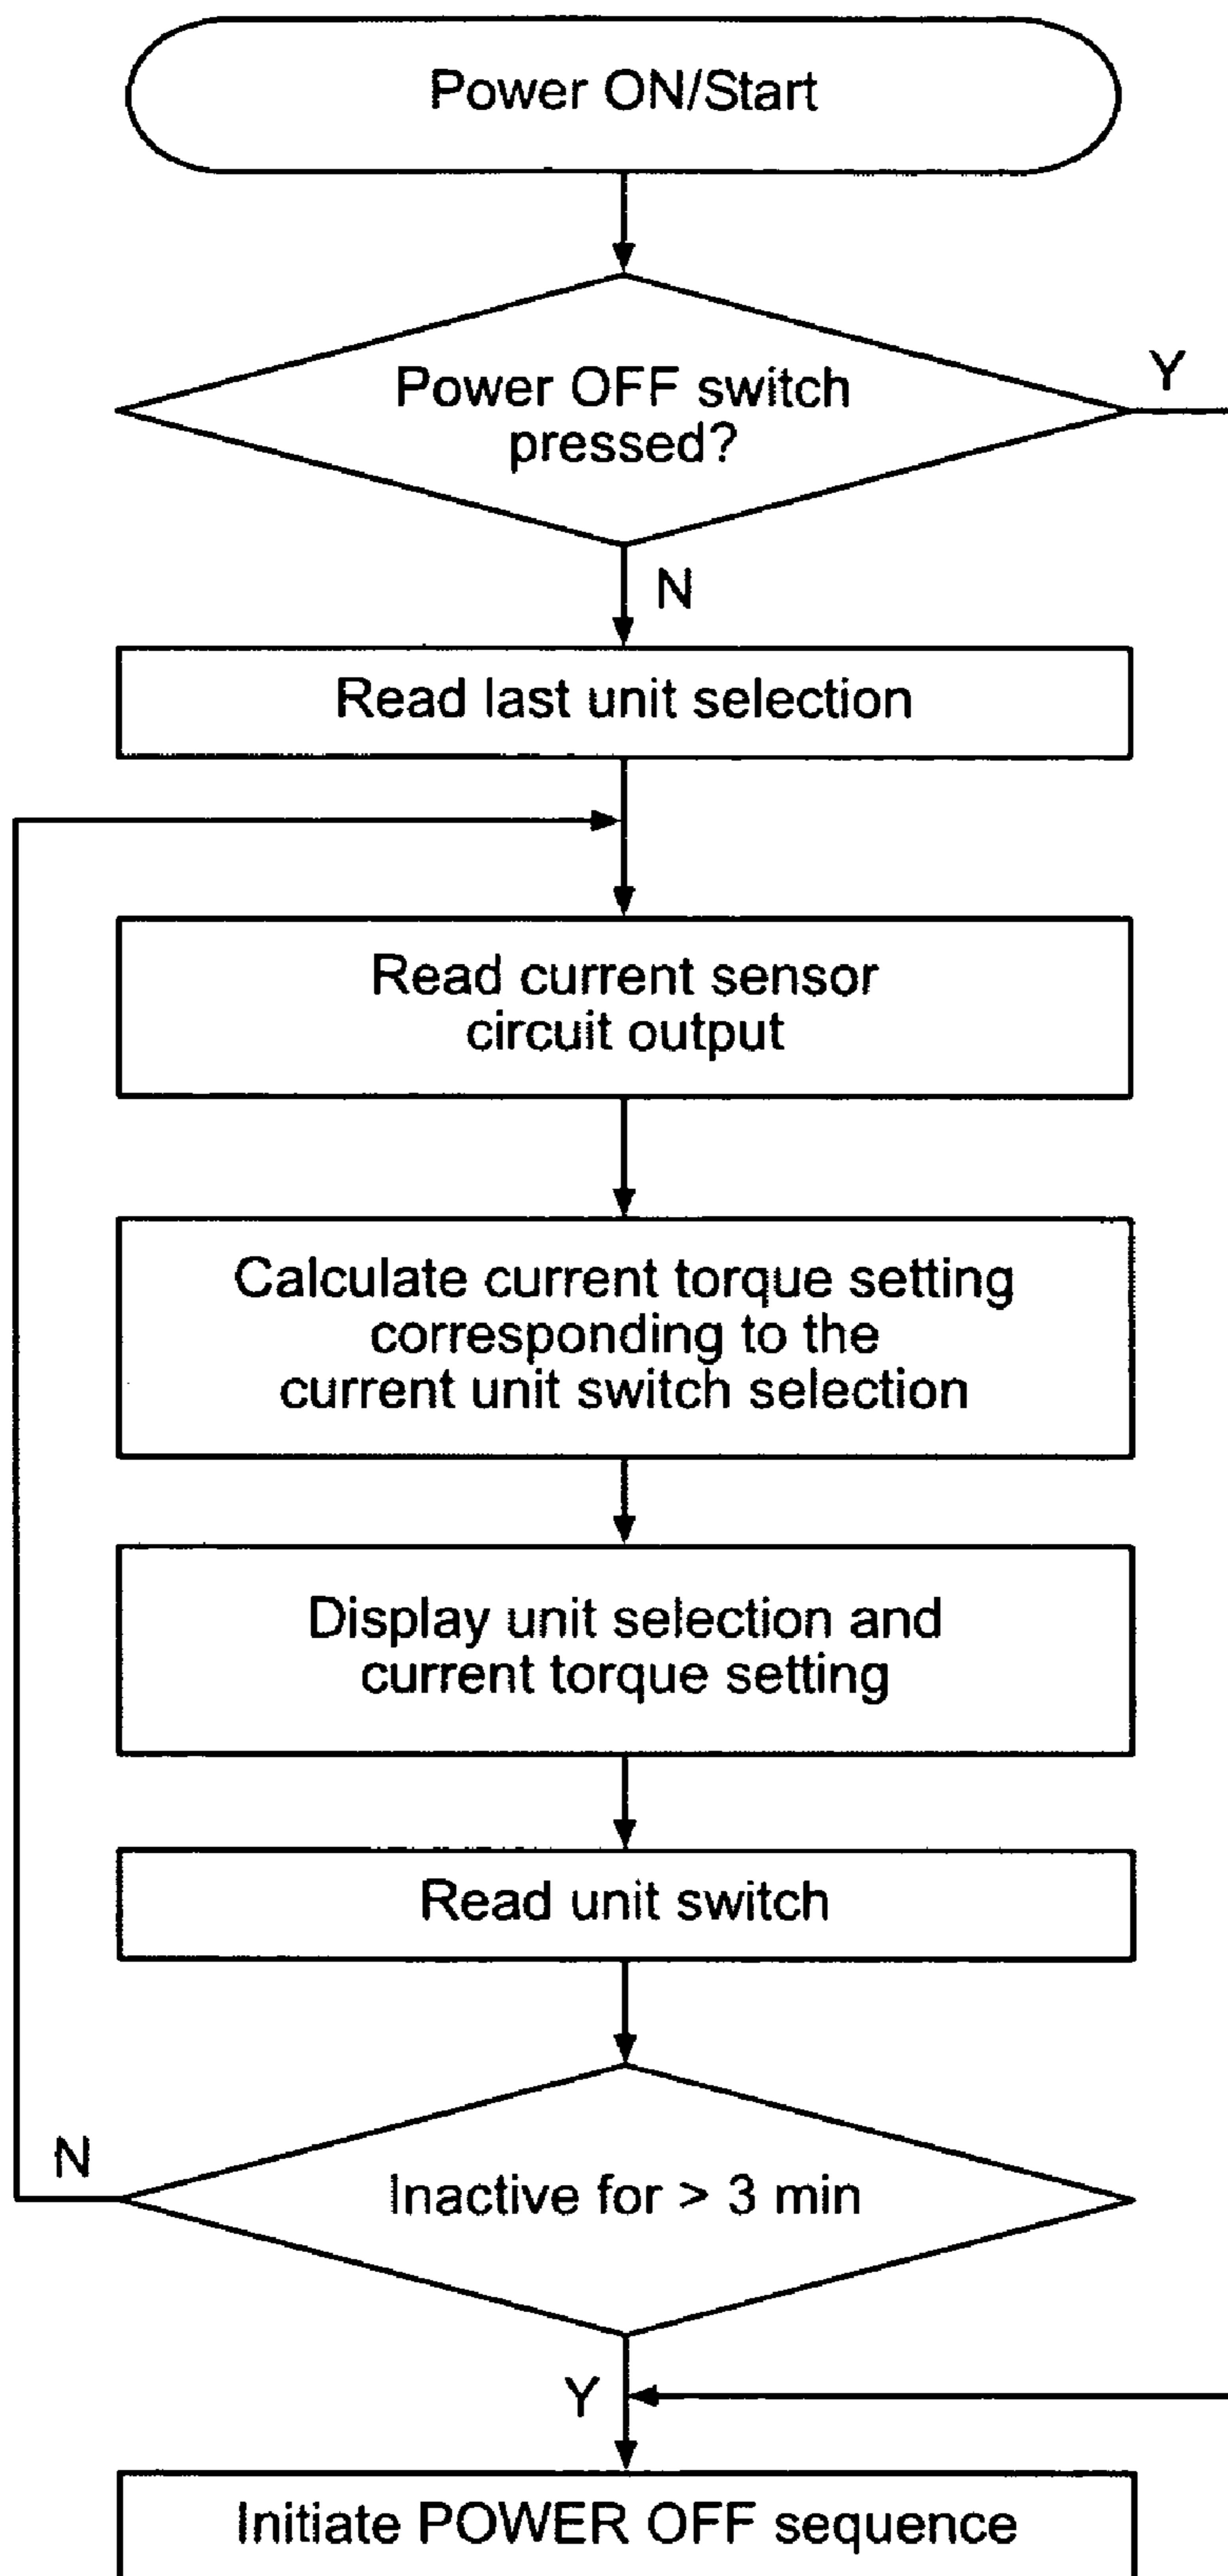 Power ON/Start
Power OFF switch
pressed?
Y
N
Read last unit selection
Read current sensor
circuit output
Calculate current torque setting
corresponding to the
current unit switch selection
Display unit selection and
current torque setting
Read unit switch
N
Inactive for > 3 min
Y
Initiate POWER OFF sequence